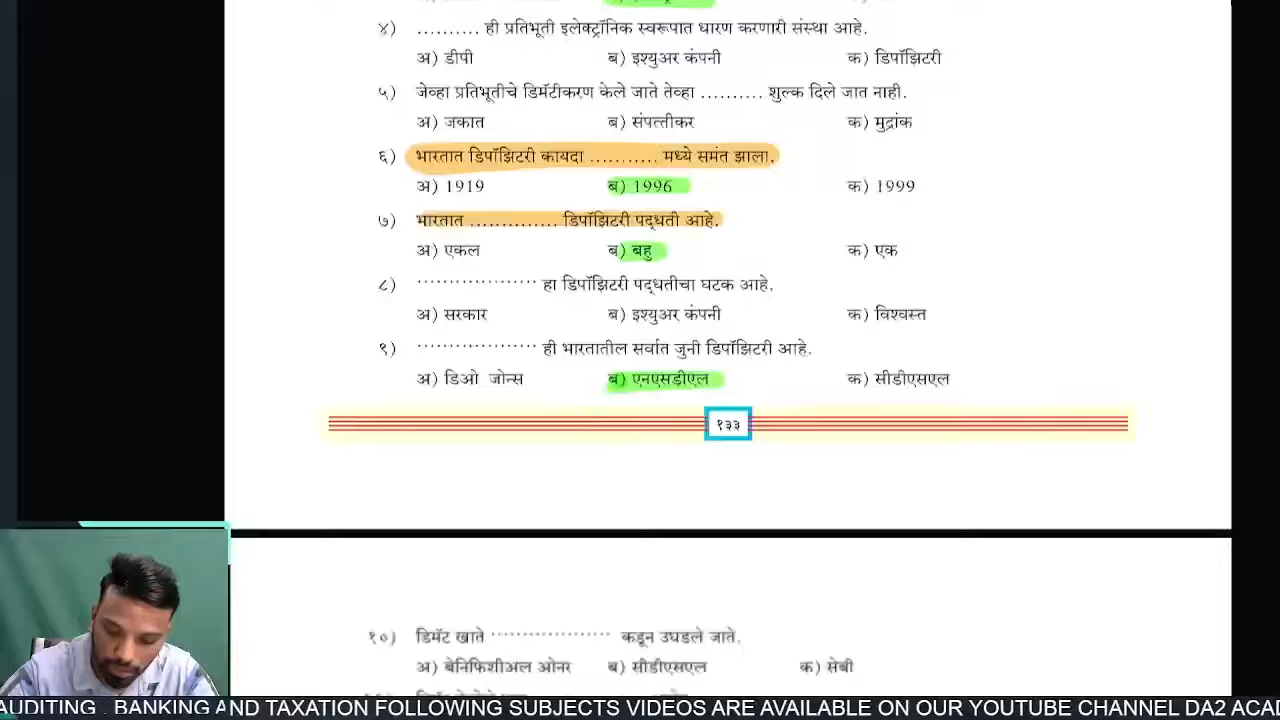 ४) .......... ही प्रतिभूती इलेक्ट्रॉनिक स्वरूपात धारण करणारी संस्था आहे.
अ) डीपी ब) इश्युअर कंपनी क) डिपॉझिटरी
५) जेव्हा प्रतिभूतीचे डिमॅटीकरण केले जाते तेव्हा .......... शुल्क दिले जात नाही.
अ) जकात ब) संपत्तीकर क) मुद्रांक
६) भारतात डिपॉझिटरी कायदा ........... मध्ये समंत झाला.
अ) 1919 ब) 1996 क) 1999
७) भारतात .............. डिपॉझिटरी पद्धती आहे.
अ) एकल ब) बहु क) एक
८) ................... हा डिपॉझिटरी पद्धतीचा घटक आहे.
अ) सरकार ब) इश्युअर कंपनी क) विश्वस्त
९) ................... ही भारतातील सर्वात जुनी डिपॉझिटरी आहे.
अ) डिओ जोन्स ब) एनएसडीएल क) सीडीएसएल
१३३
१०) डिमॅट खाते ................... कडून उघडले जाते.
अ) बेनिफिशीअल ओनर ब) सीडीएसएल क) सेबी
AUDITING . BANKING AND TAXATION FOLLOWING SUBJECTS VIDEOS ARE AVAILABLE ON OUR YOUTUBE CHANNEL DA2 ACA